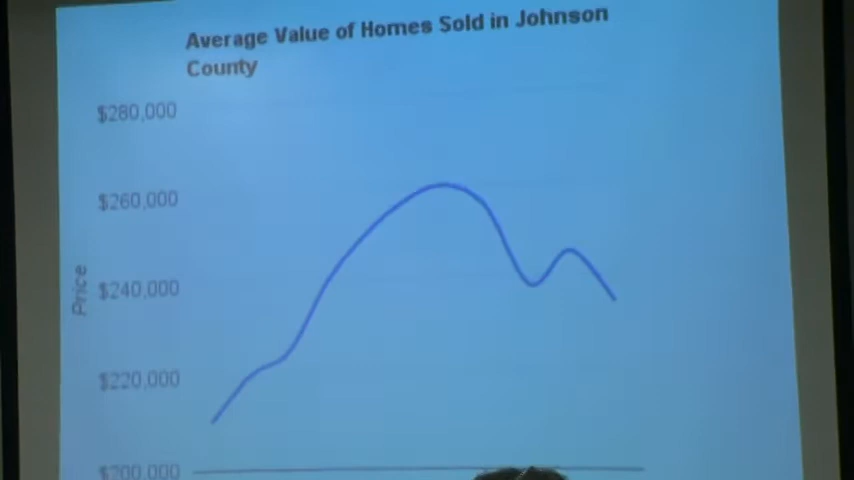 Average Value of Homes Sold in Johnson
County
$280,000
$260,000
Price
$240,000
$220,000
$200,000